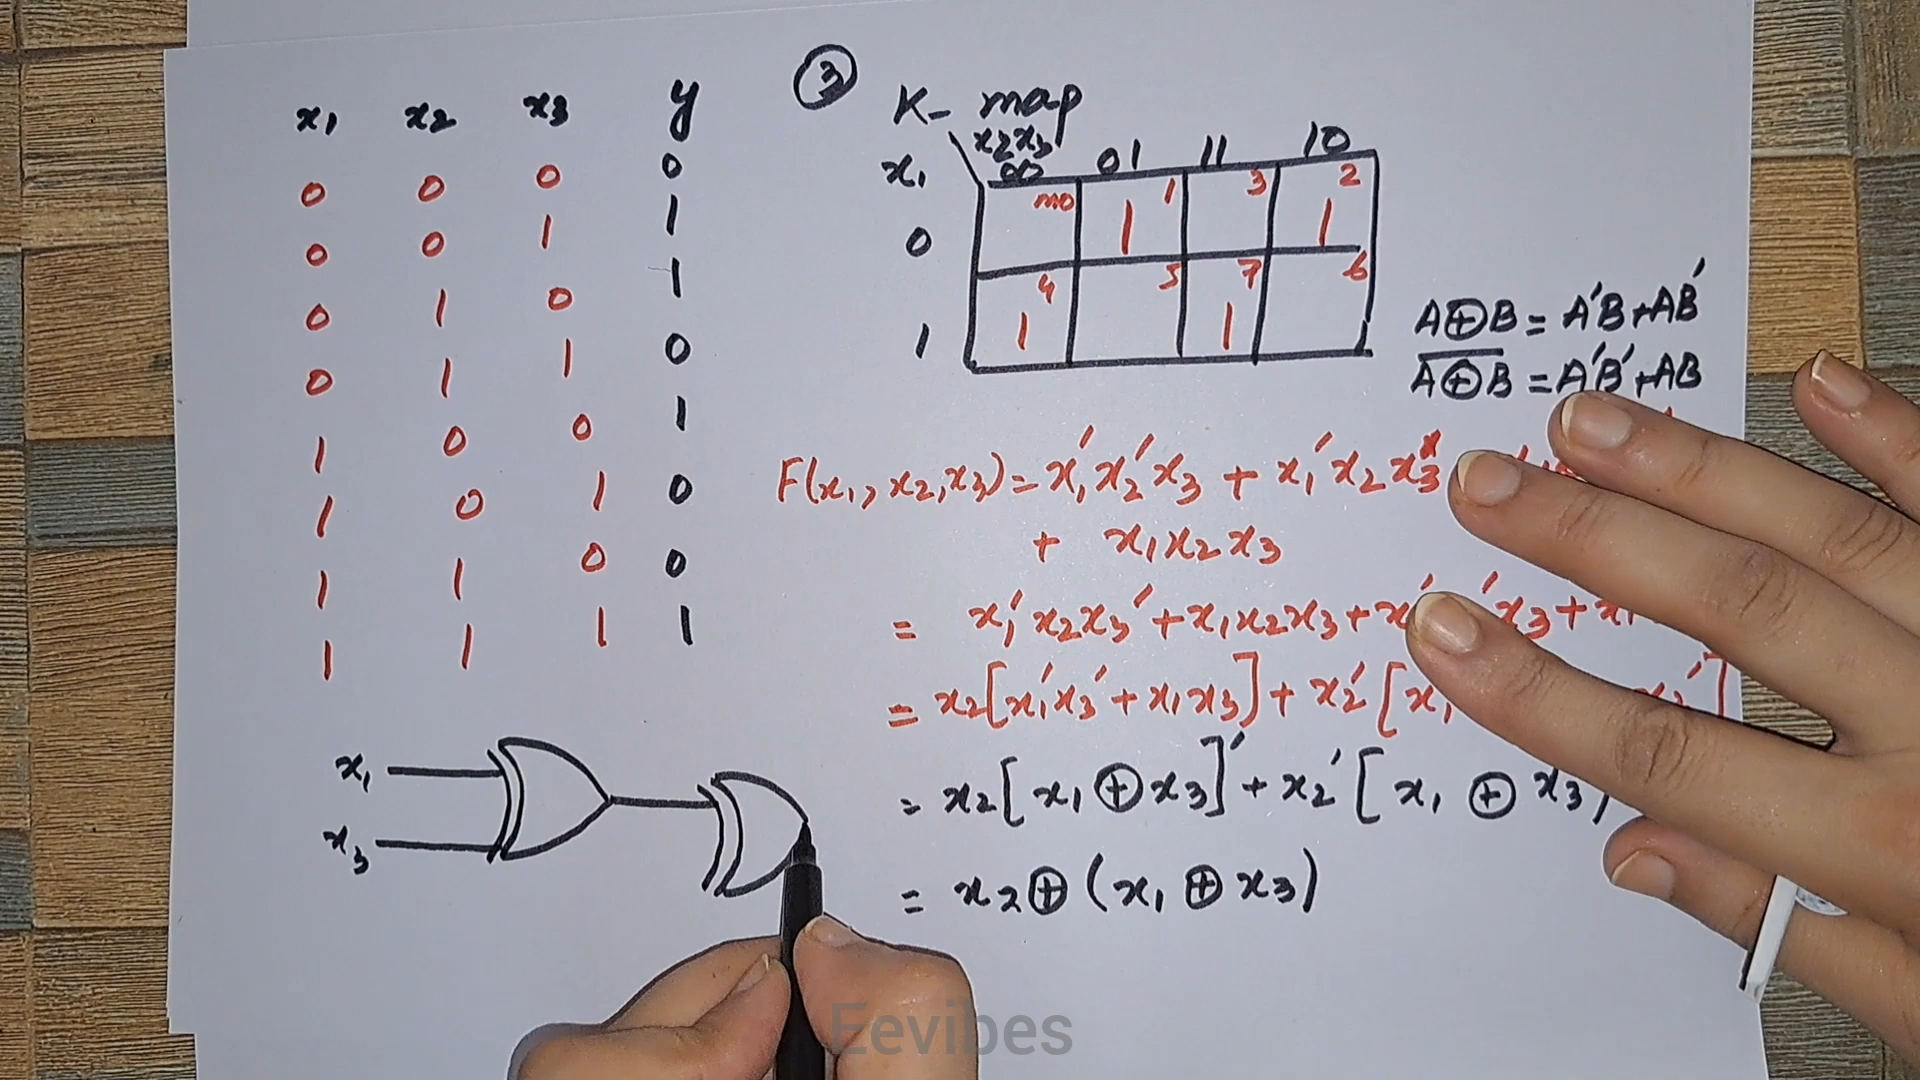 x1 x2 x3 y
0 0 0 0
0 0 1 1
0 1 0 1
0 1 1 0
1 0 0 1
1 0 1 0
1 1 0 0
1 1 1 1
③ K- map
x2x3
x1 00 01 11 10
m0 1 3 2
0 1 1
4 5 7 6
1 1 1
A⊕B = A'B+AB'
\overline{A⊕B} = A'B'+AB
F(x1, x2, x3) = x1'x2'x3 + x1'x2x3'
+ x1x2x3
= x1'x2x3' + x1x2x3 + x3 +
= x2[x1'x3' + x1x3] + x2'[x1 ]
= x2[x1 ⊕ x3]' + x2'[x1 ⊕ x3]
= x2 ⊕ (x1 ⊕ x3)
x1
x3
Eevibes